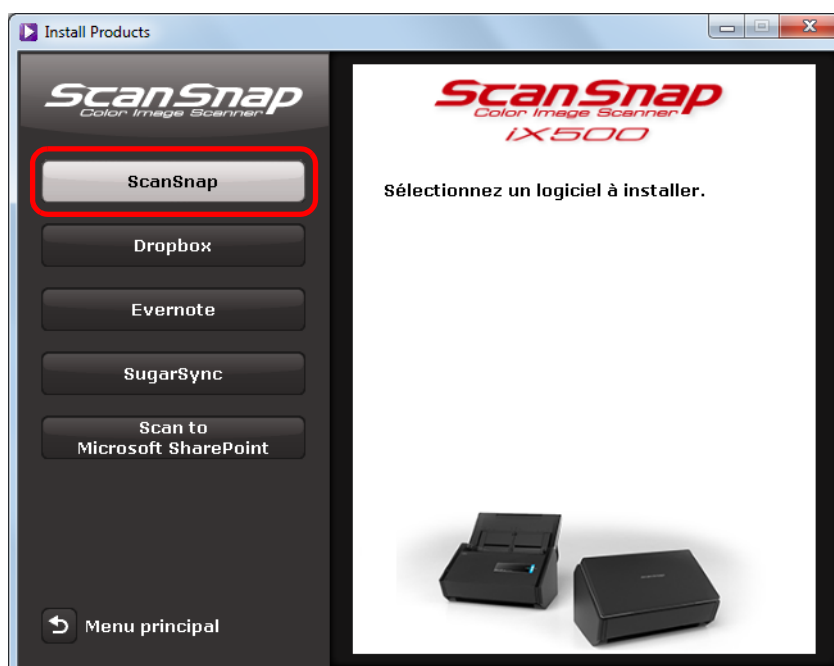 Install Products
ScanSnap
Color Image Scanner
ScanSnap
Dropbox
Evernote
SugarSync
Scan to
Microsoft SharePoint
Menu principal
ScanSnap
Color Image Scanner
iX500
Sélectionnez un logiciel à installer.